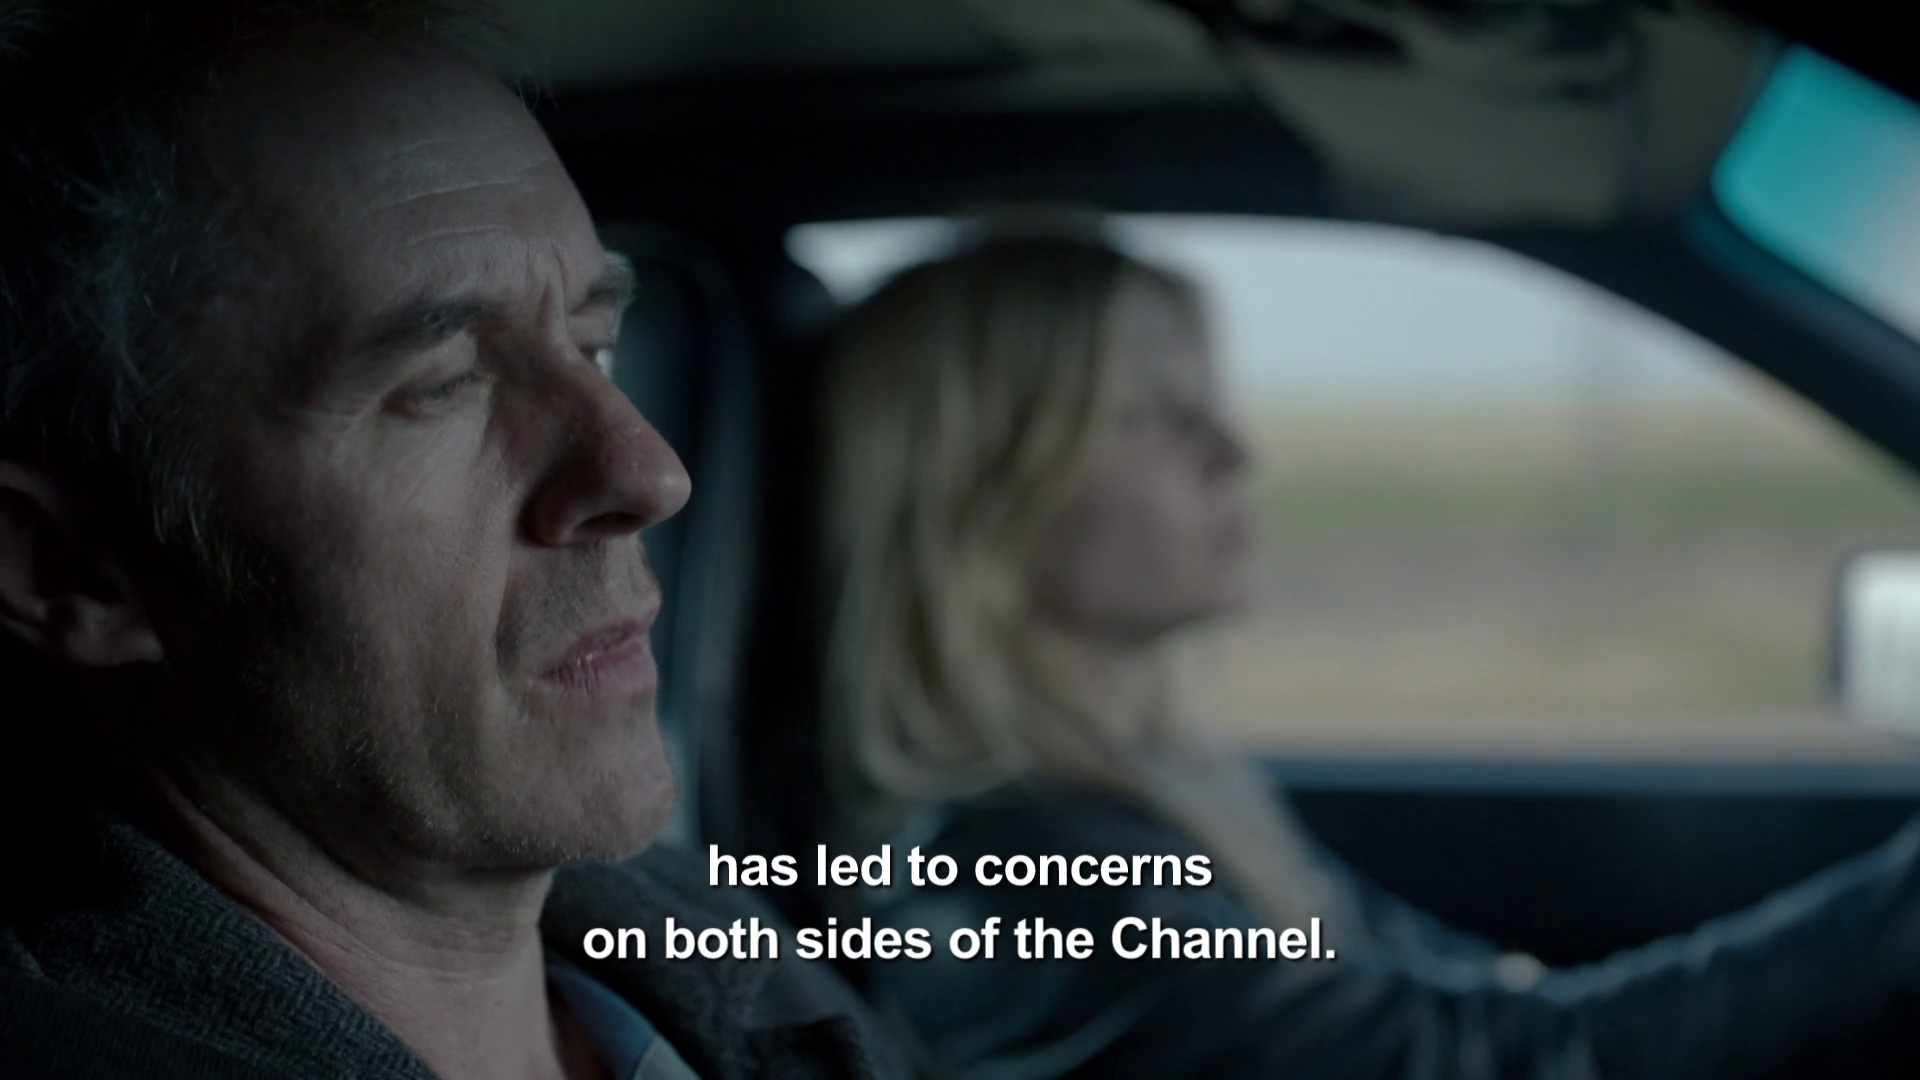 has led to concerns
on both sides of the Channel.